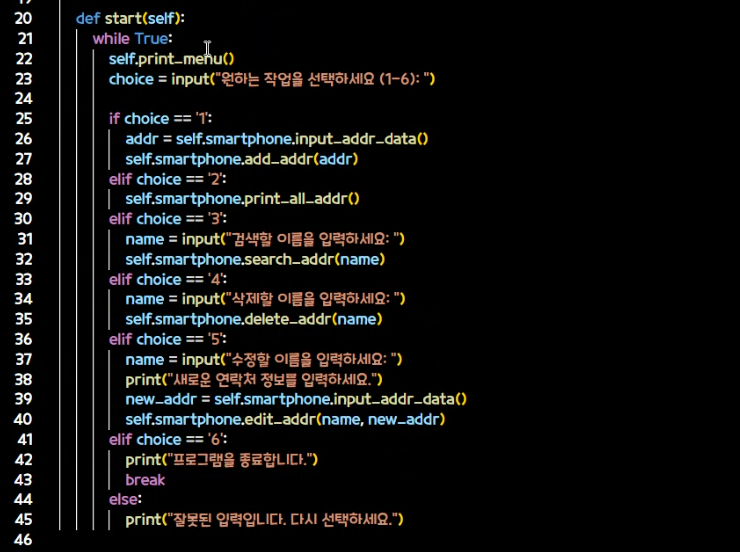 20 def start(self):
21 while True:
22 self.print_menu()
23 choice = input("원하는 작업을 선택하세요 (1-6): ")
24
25 if choice == '1':
26 addr = self.smartphone.input_addr_data()
27 self.smartphone.add_addr(addr)
28 elif choice == '2':
29 self.smartphone.print_all_addr()
30 elif choice == '3':
31 name = input("검색할 이름을 입력하세요: ")
32 self.smartphone.search_addr(name)
33 elif choice == '4':
34 name = input("삭제할 이름을 입력하세요: ")
35 self.smartphone.delete_addr(name)
36 elif choice == '5':
37 name = input("수정할 이름을 입력하세요: ")
38 print("새로운 연락처 정보를 입력하세요.")
39 new_addr = self.smartphone.input_addr_data()
40 self.smartphone.edit_addr(name, new_addr)
41 elif choice == '6':
42 print("프로그램을 종료합니다.")
43 break
44 else:
45 print("잘못된 입력입니다. 다시 선택하세요.")
46